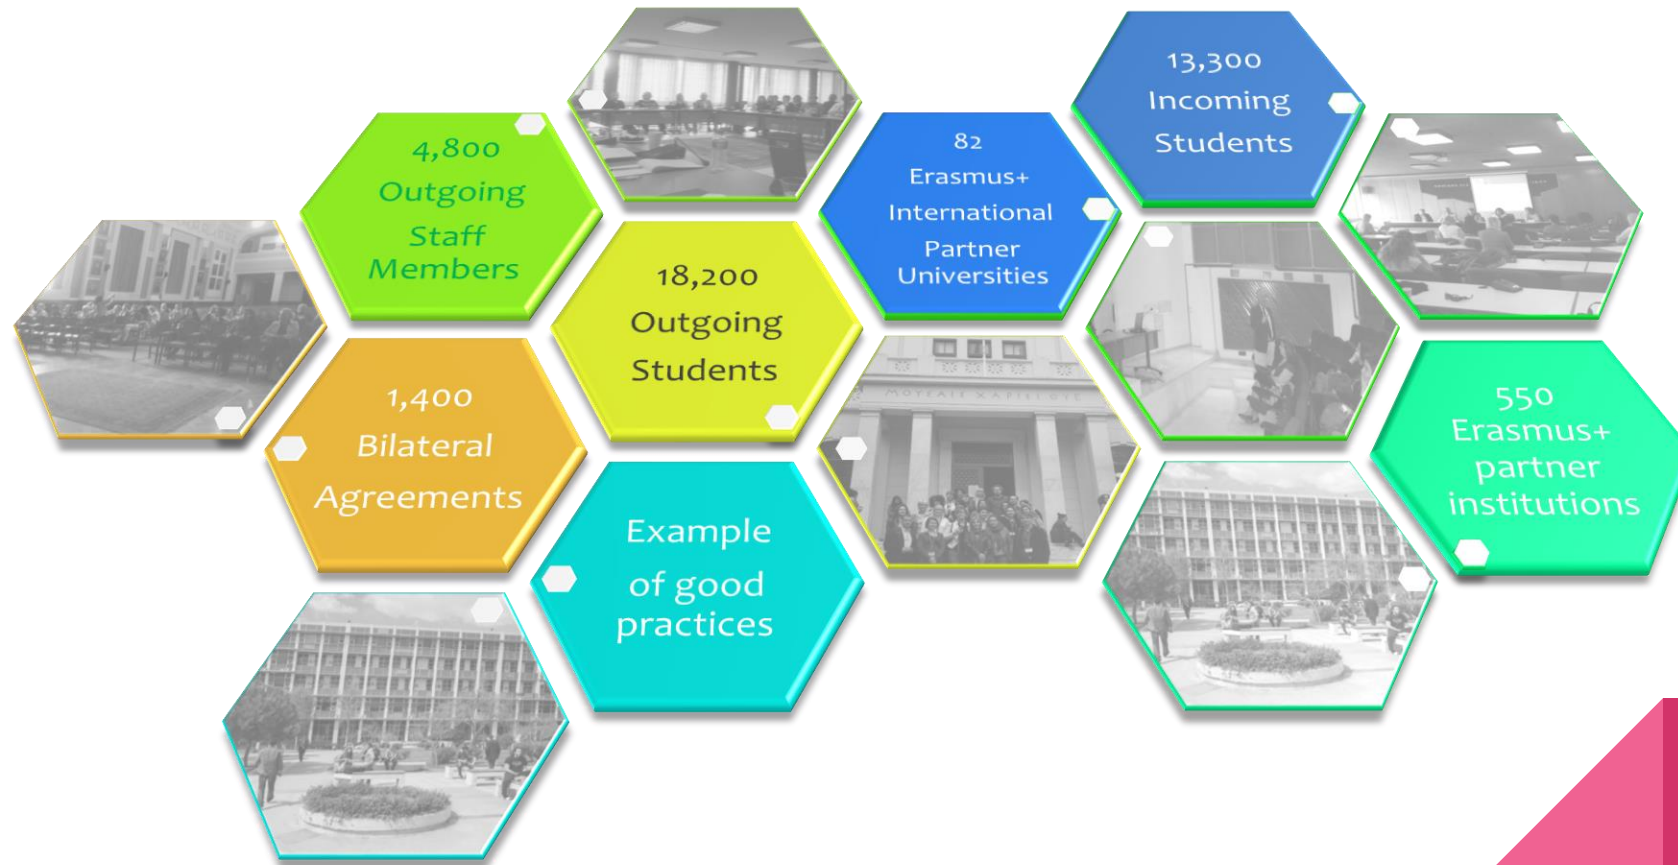 4,800
Outgoing
Staff
Members
1,400
Bilateral
Agreements
18,200
Outgoing
Students
Example
of good
practices
82
Erasmus+
International
Partner
Universities
13,300
Incoming
Students
550
Erasmus+
partner
institutions